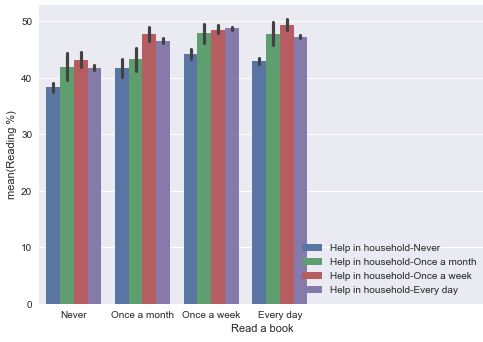 50
40
30
20
10
0
mean(Reading %)
Never
Once a month
Once a week
Every day
Read a book
Help in household-Never
Help in household-Once a month
Help in household-Once a week
Help in household-Every day